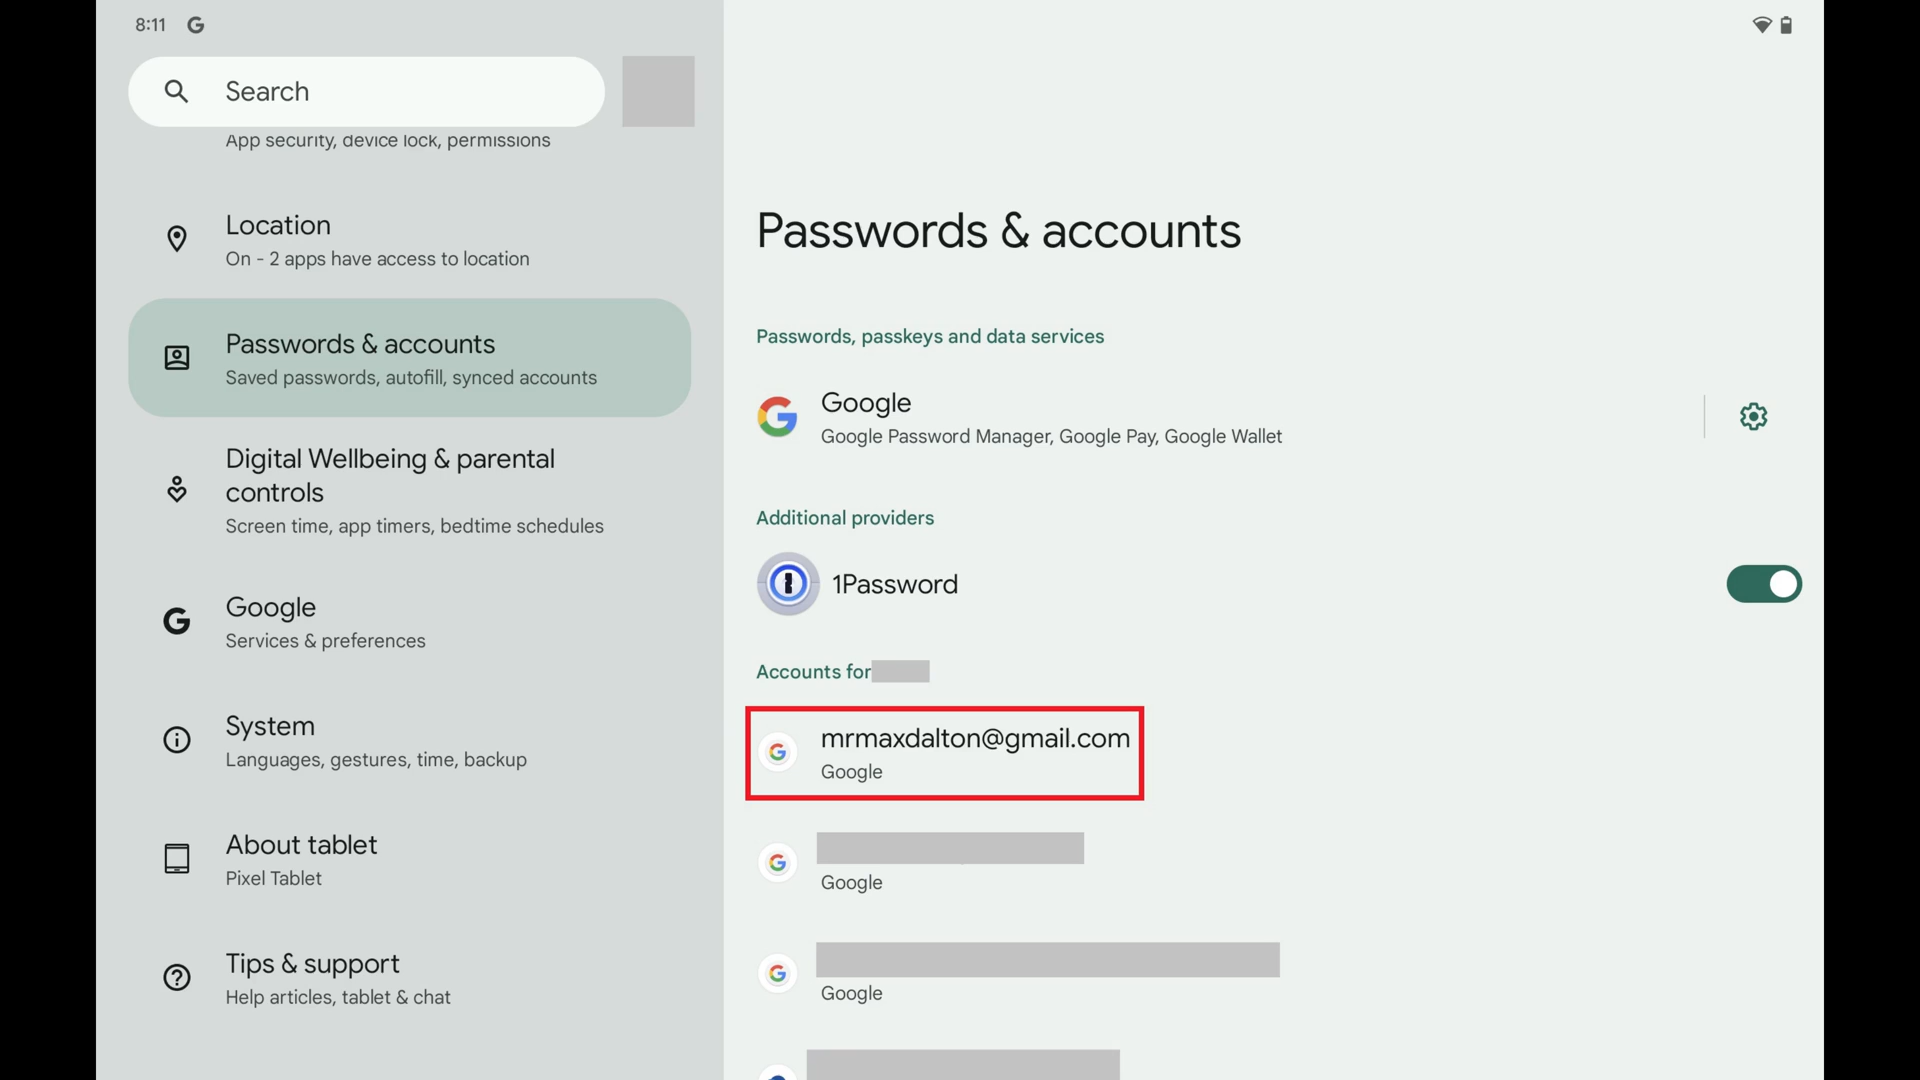 8:11
Search
App security, device lock, permissions
Location
On - 2 apps have access to location
Passwords & accounts
Saved passwords, autofill, synced accounts
Digital Wellbeing & parental
controls
Screen time, app timers, bedtime schedules
Google
Services & preferences
System
Languages, gestures, time, backup
About tablet
Pixel Tablet
Tips & support
Help articles, tablet & chat
Passwords & accounts
Passwords, passkeys and data services
Google
Google Password Manager, Google Pay, Google Wallet
Additional providers
1Password
Accounts for
mrmaxdalton@gmail.com
Google
Google
Google